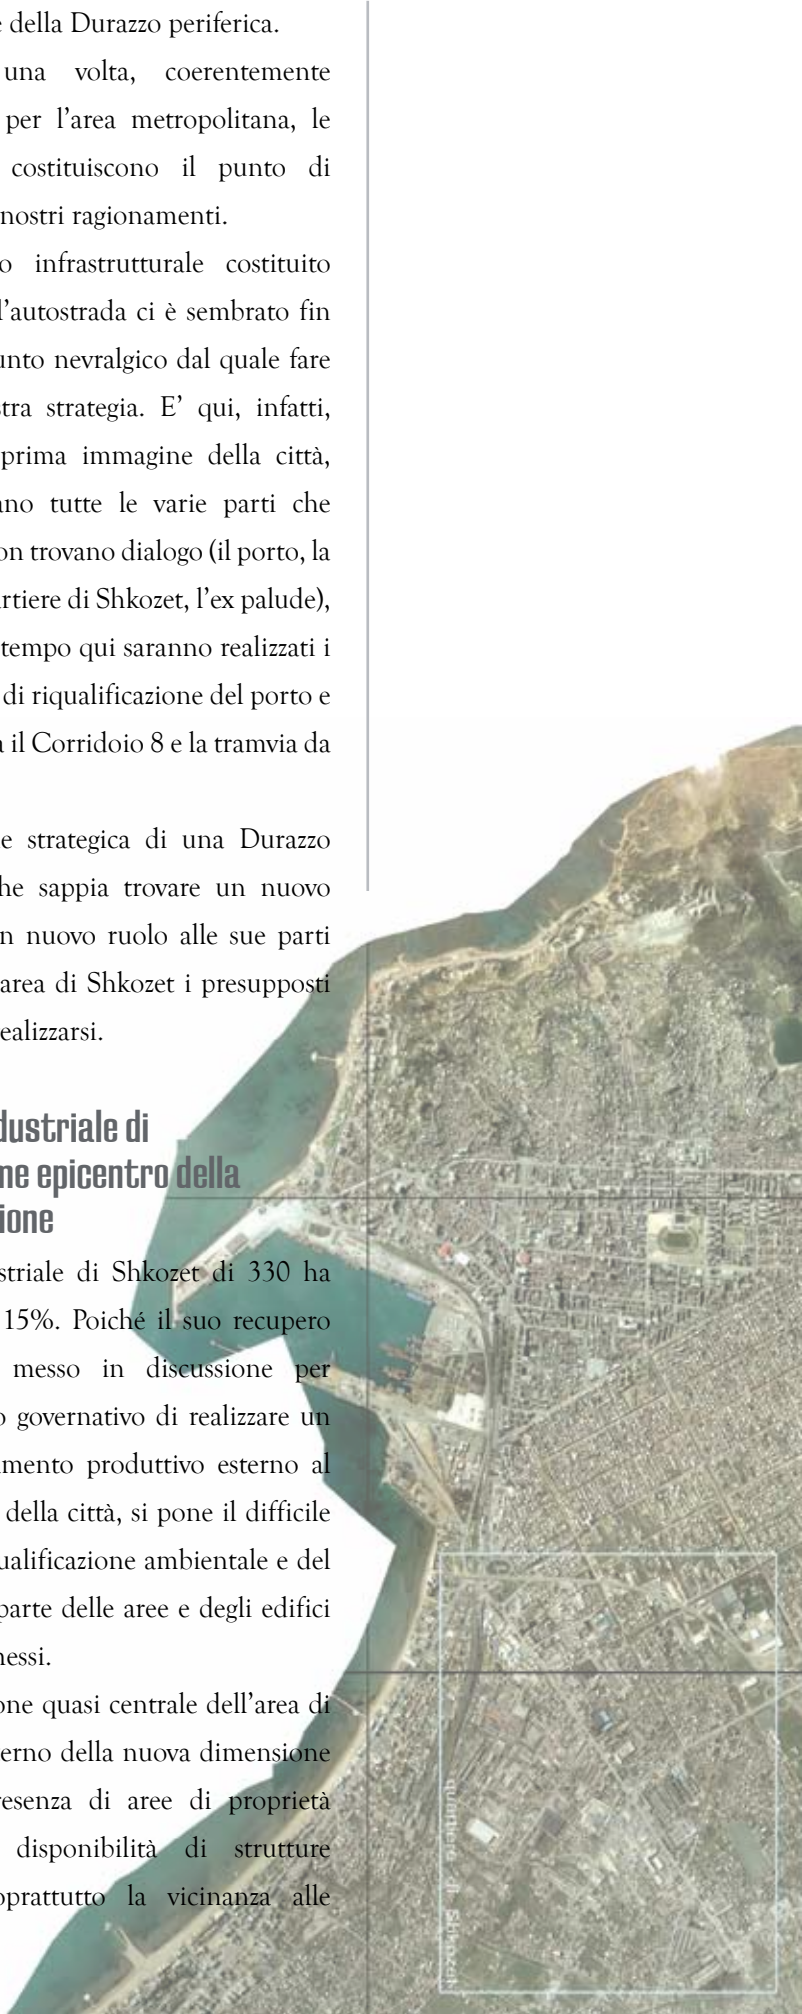 e della Durazzo periferica.
una volta, coerentemente
per l'area metropolitana, le
costituiscono il punto di
nostri ragionamenti.
o infrastrutturale costituito
l'autostrada ci è sembrato fin
unto nevralgico dal quale fare
stra strategia. E' qui, infatti,
prima immagine della città,
ano tutte le varie parti che
on trovano dialogo (il porto, la
artiere di Shkozet, l'ex palude),
tempo qui saranno realizzati i
di riqualificazione del porto e
a il Corridoio 8 e la tramvia da
e strategica di una Durazzo
he sappia trovare un nuovo
n nuovo ruolo alle sue parti
area di Shkozet i presupposti
ealizzarsi.
dustriale di
me epicentro della
ione
striale di Shkozet di 330 ha
15%. Poiché il suo recupero
messo in discussione per
o governativo di realizzare un
mento produttivo esterno al
della città, si pone il difficile
ualificazione ambientale e del
parte delle aree e degli edifici
nessi.
one quasi centrale dell'area di
erno della nuova dimensione
resenza di aree di proprietà
disponibilità di strutture
oprattutto la vicinanza alle
quartiere di Shkozet